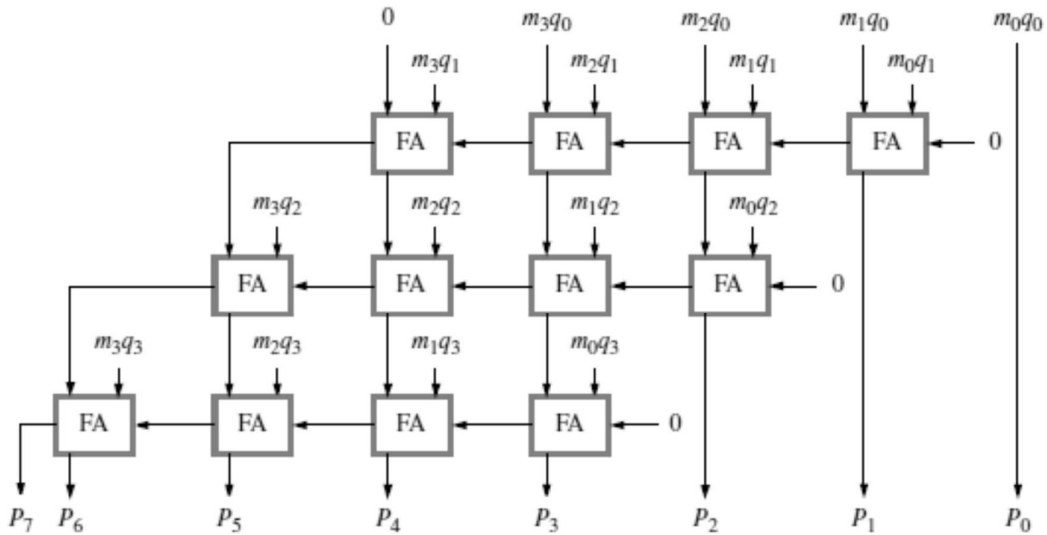 0 m₃q₀ m₂q₀ m₁q₀ m₀q₀
m₃q₁ m₂q₁ m₁q₁ m₀q₁
FA FA FA FA 0
m₃q₂ m₂q₂ m₁q₂ m₀q₂
FA FA FA FA 0
m₃q₃ m₂q₃ m₁q₃ m₀q₃
FA FA FA FA 0
P₇ P₆ P₅ P₄ P₃ P₂ P₁ P₀